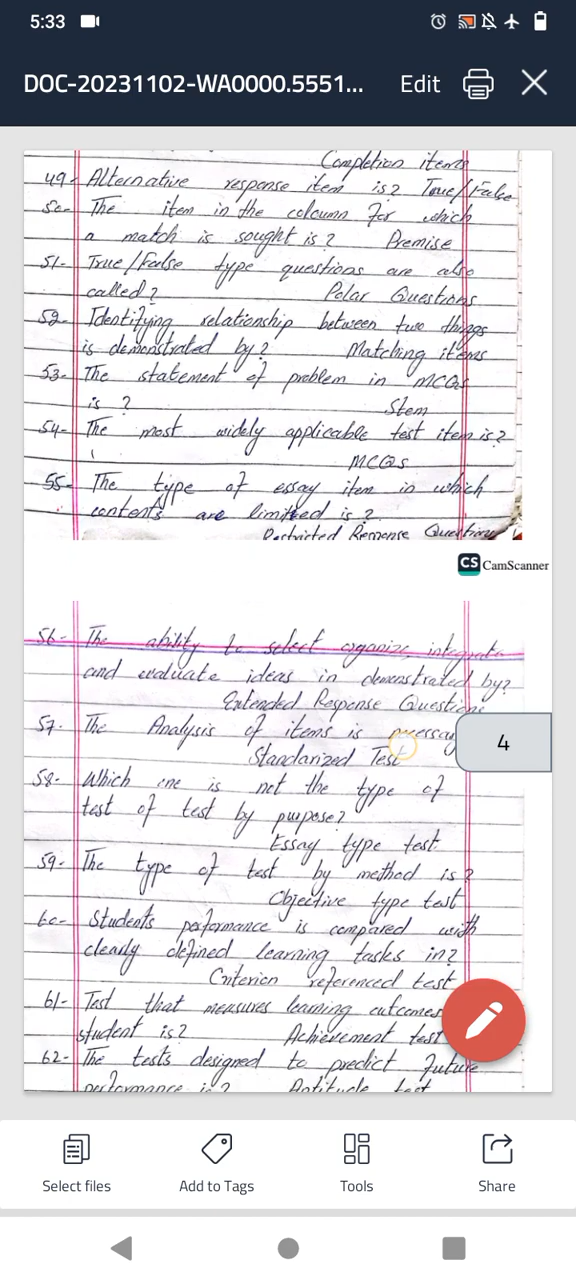 5:33
DOC-20231102-WA0000.5551... Edit
Completion items
49- Alternative response item is? True/False
50- The item in the column for which
a match is sought is? Premise
51- True/False type questions are also
called? Polar Questions
52- Identifying relationship between two things
is demonstrated by? Matching items
53- The statement of problem in MCQs
is ? Stem
54- The most widely applicable test item is?
MCQs
55- The type of essay item in which
contents are limitted is ?
Restricted Response Questions
CS CamScanner
56- The ability to select organize, integrate
and evaluate ideas in demonstrated by?
Extended Response Questions
57- The Analysis of items is
Standarized Test
4
58- Which one is not the type of
test of test by purpose?
Essay type test
59- The type of test by method is ?
Objective type test
60- Students performance is compared with
clearly defined learning tasks in?
Criterion referenced test
61- Test that measures learning outcomes
student is? Achievement test
62- The tests designed to predict future
performance is? Aptitude test
Select files Add to Tags Tools Share